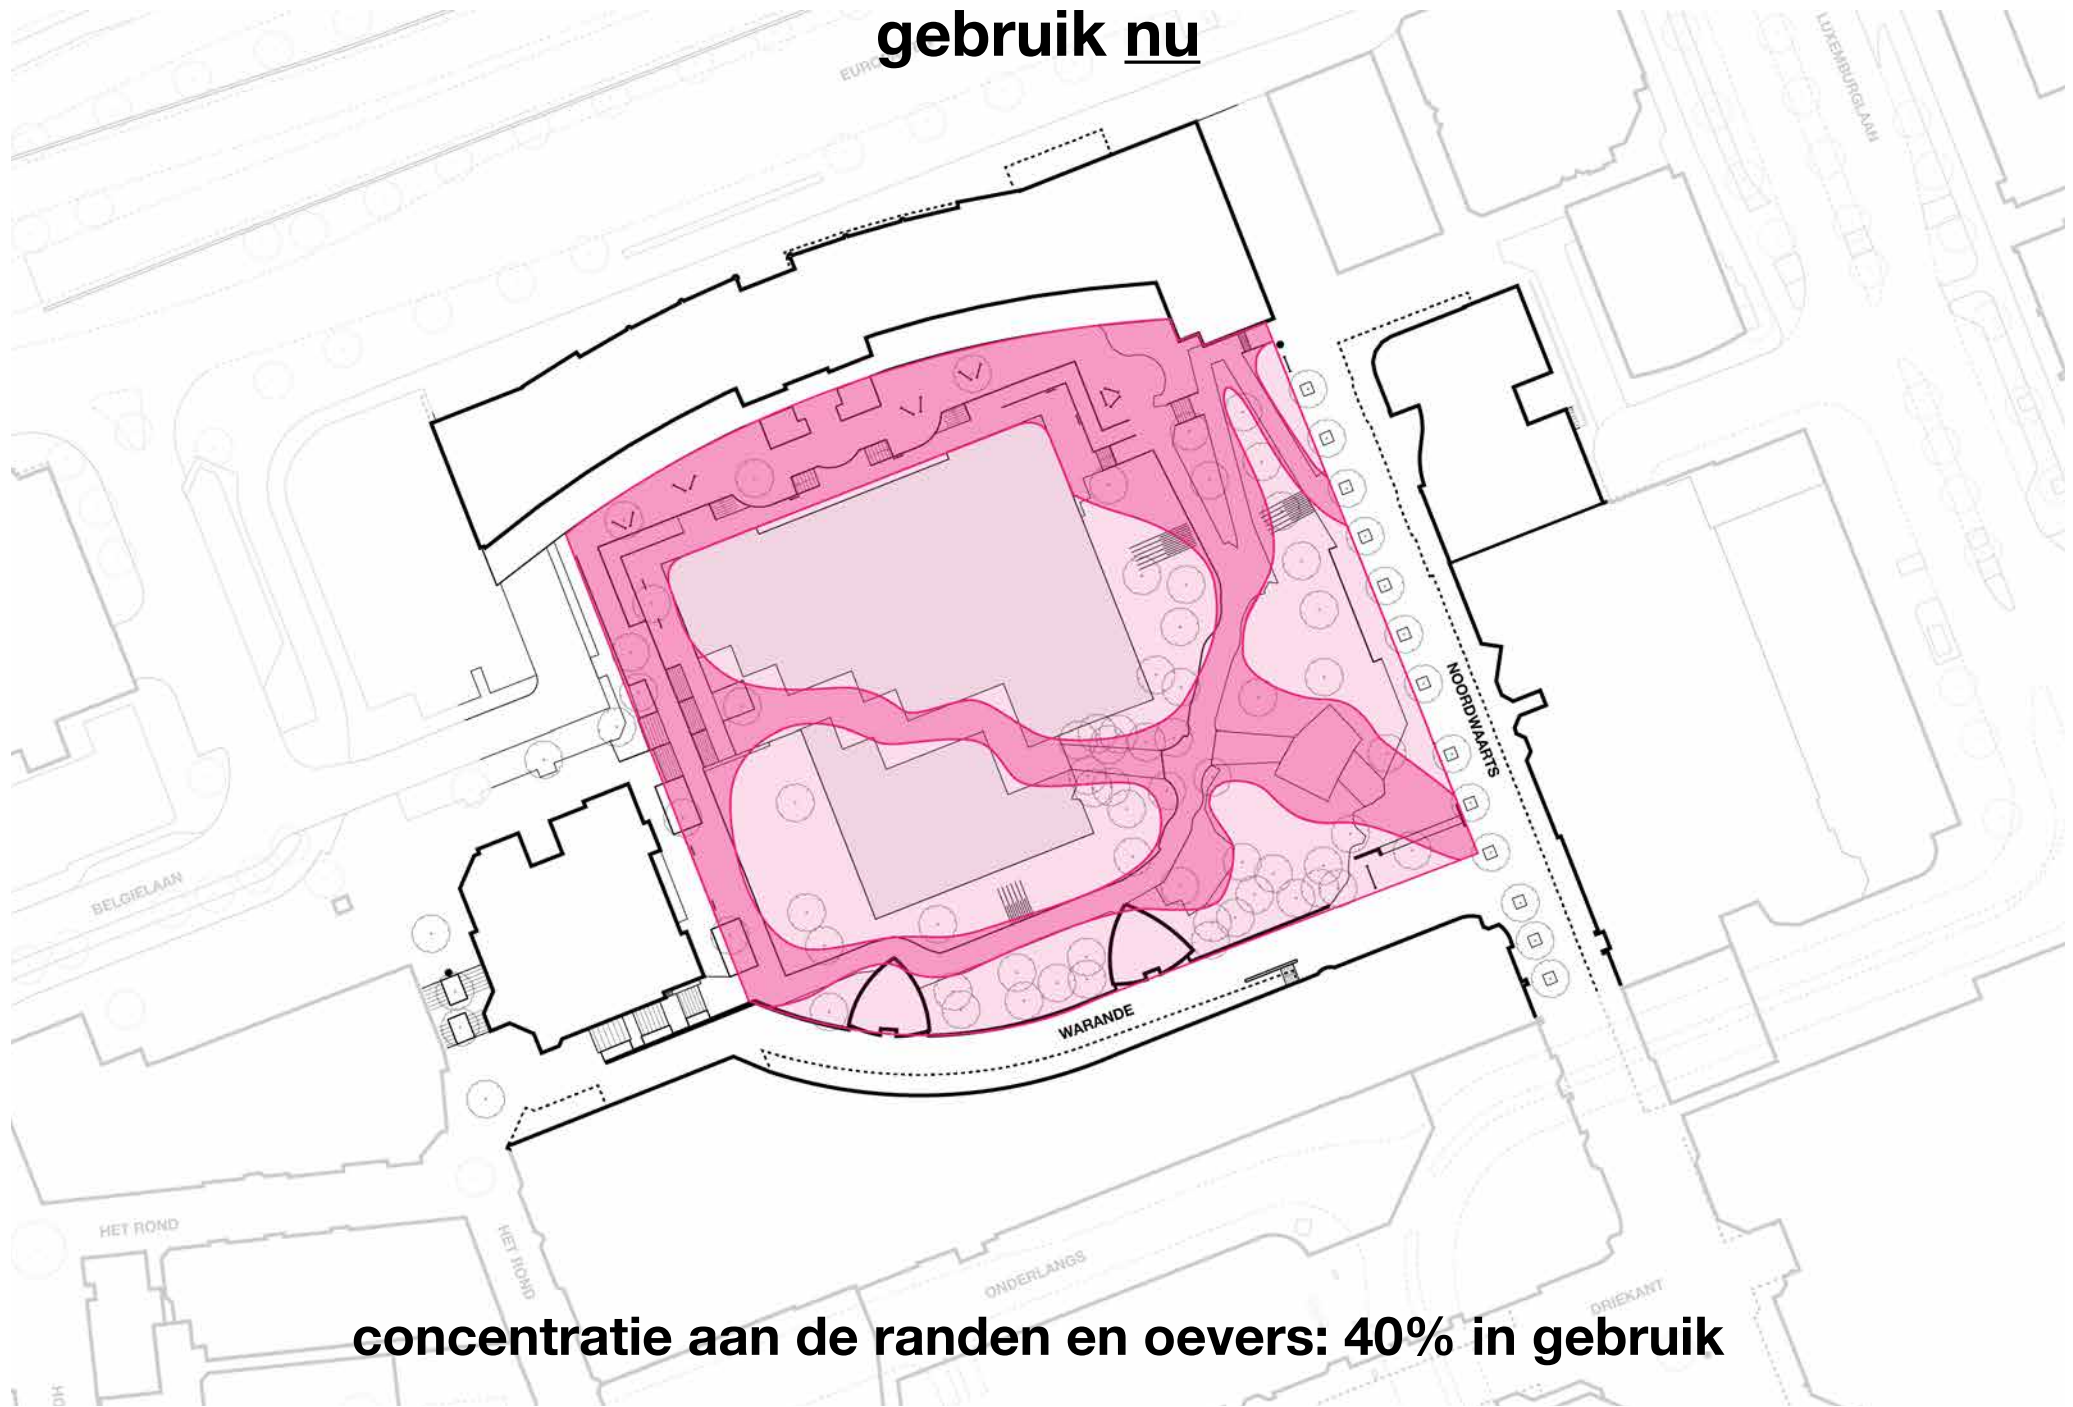 gebruik nu
LUXEMBURGLAAN
NOORDWAARTS
BELGIELAAN
WARANDE
HET ROND
HET ROND
ONDERLANGS
DRIEKANT
concentratie aan de randen en oevers: 40% in gebruik